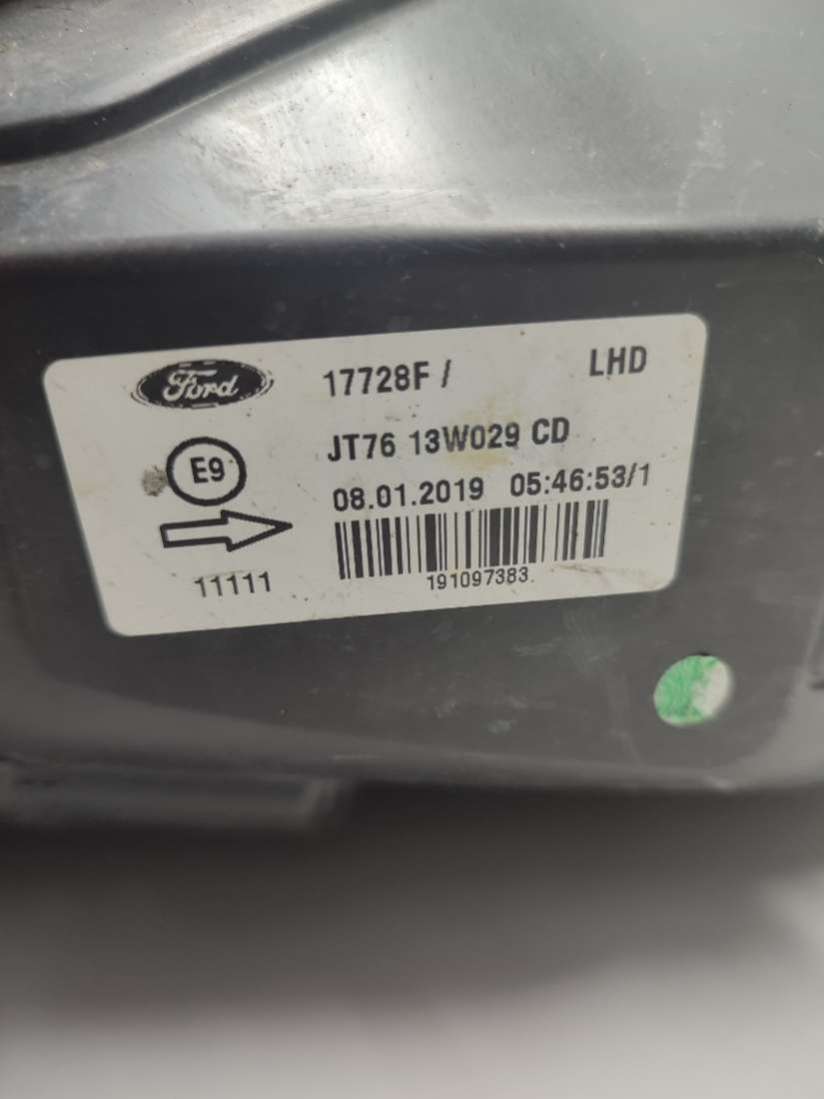 Ford 17728F / LHD
E9 JT76 13W029 CD
08.01.2019 05:46:53/1
11111 191097383